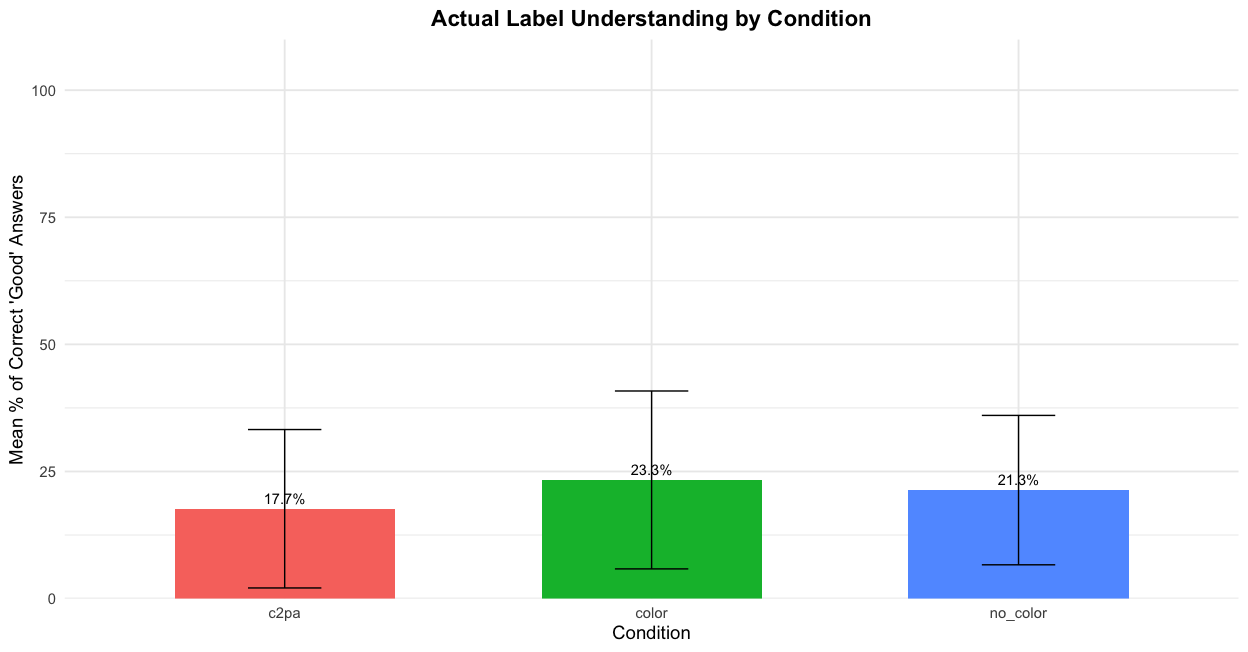 Actual Label Understanding by Condition
Mean % of Correct 'Good' Answers
100
75
50
25
0
17.7%
23.3%
21.3%
c2pa
color
no_color
Condition